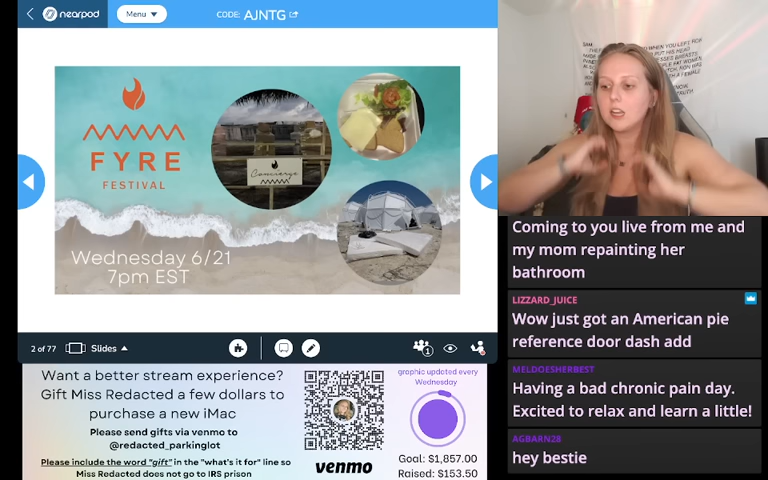 nearpod
Menu
CODE: AJNTG
FYRE
FESTIVAL
Concierge
Wednesday 6/21
7pm EST
2 of 77
Slides
1
Want a better stream experience?
Gift Miss Redacted a few dollars to
purchase a new iMac
Please send gifts via venmo to
@redacted_parkinglot
Please include the word "gift" in the "what's it for" line so
Miss Redacted does not go to IRS prison
venmo
graphic updated every
Wednesday
Goal: $1,857.00
Raised: $153.50
SAM,
Coming to you live from me and
my mom repainting her
bathroom
LIZZARD_JUICE
Wow just got an American pie
reference door dash add
MELDOESHERBEST
Having a bad chronic pain day.
Excited to relax and learn a little!
AGBARN28
hey bestie